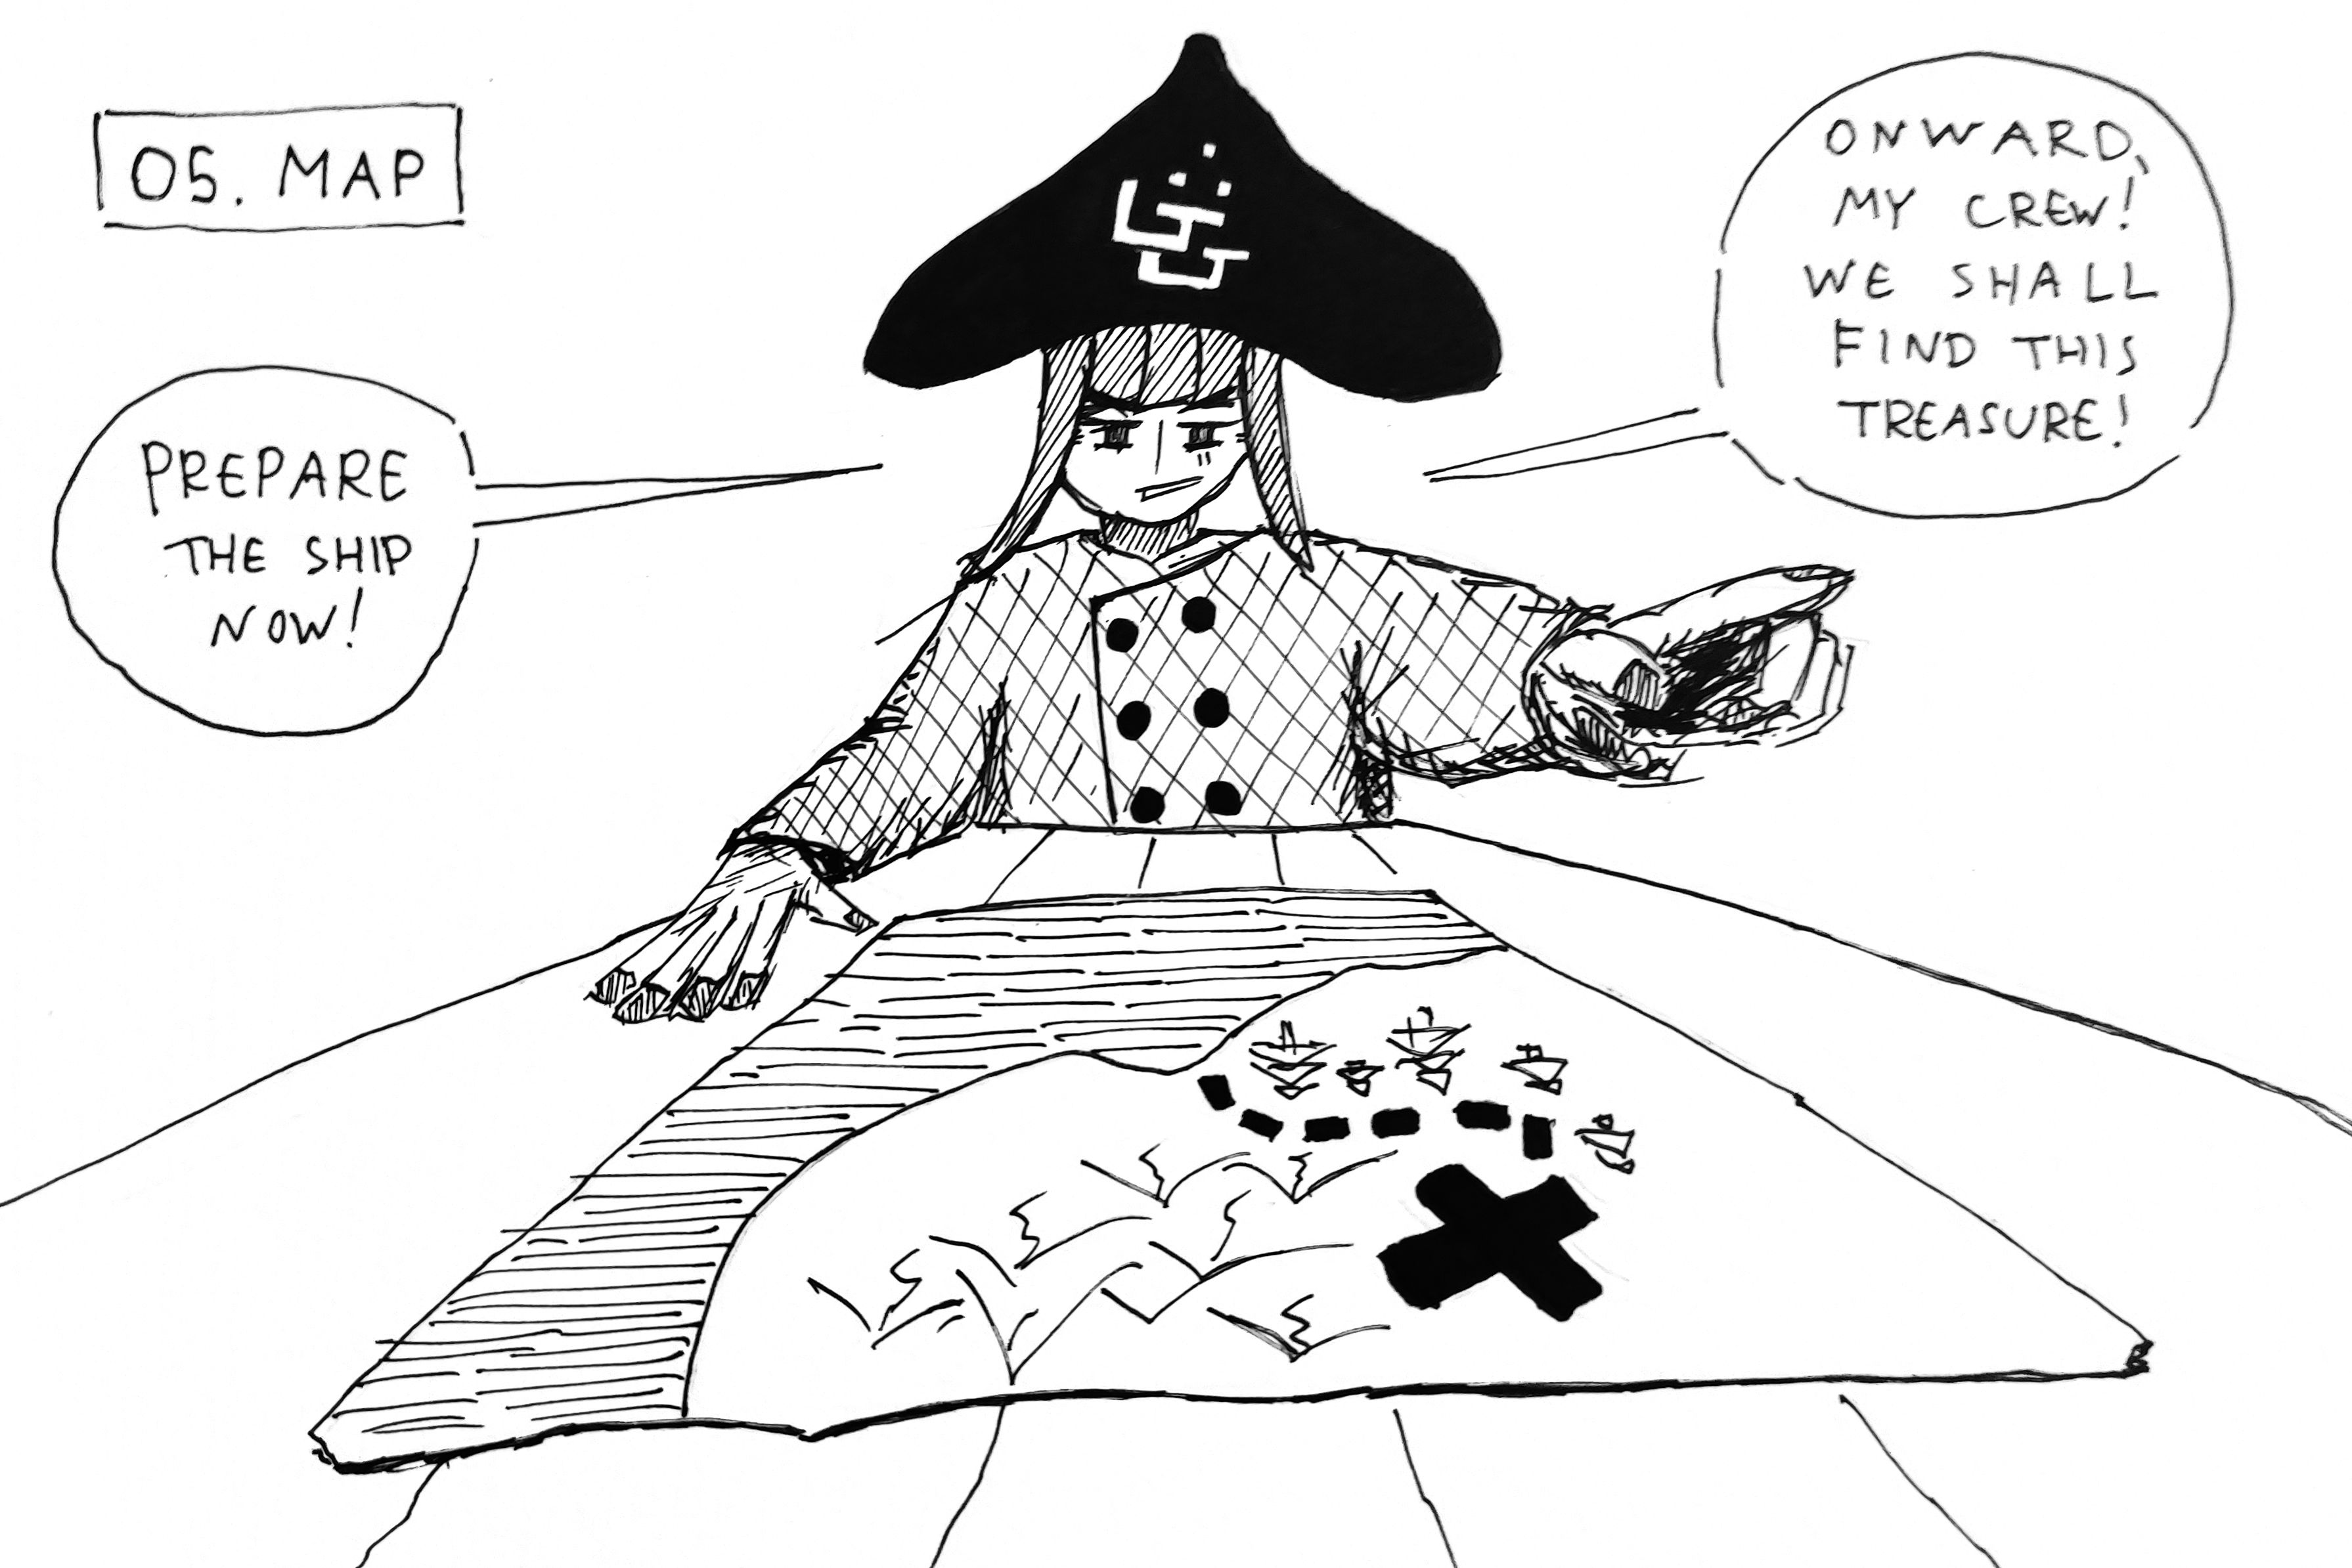 05. MAP
PREPARE
THE SHIP
NOW!
ONWARD,
MY CREW!
WE SHALL
FIND THIS
TREASURE!